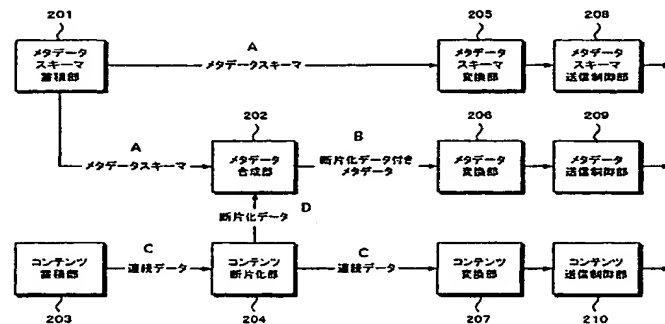 201
205
208
メタデータ
スキーマ
蓄積部
A
メタデータスキーマ
メタデータ
スキーマ
変換部
メタデータ
スキーマ
送信制御部
202
206
209
A
メタデータスキーマ
メタデータ
合成部
B
断片化データ付き
メタデータ
メタデータ
変換部
メタデータ
送信制御部
断片化データ
D
コンテンツ
蓄積部
C
連続データ
コンテンツ
断片化部
C
連続データ
コンテンツ
変換部
コンテンツ
送信制御部
203
204
207
210